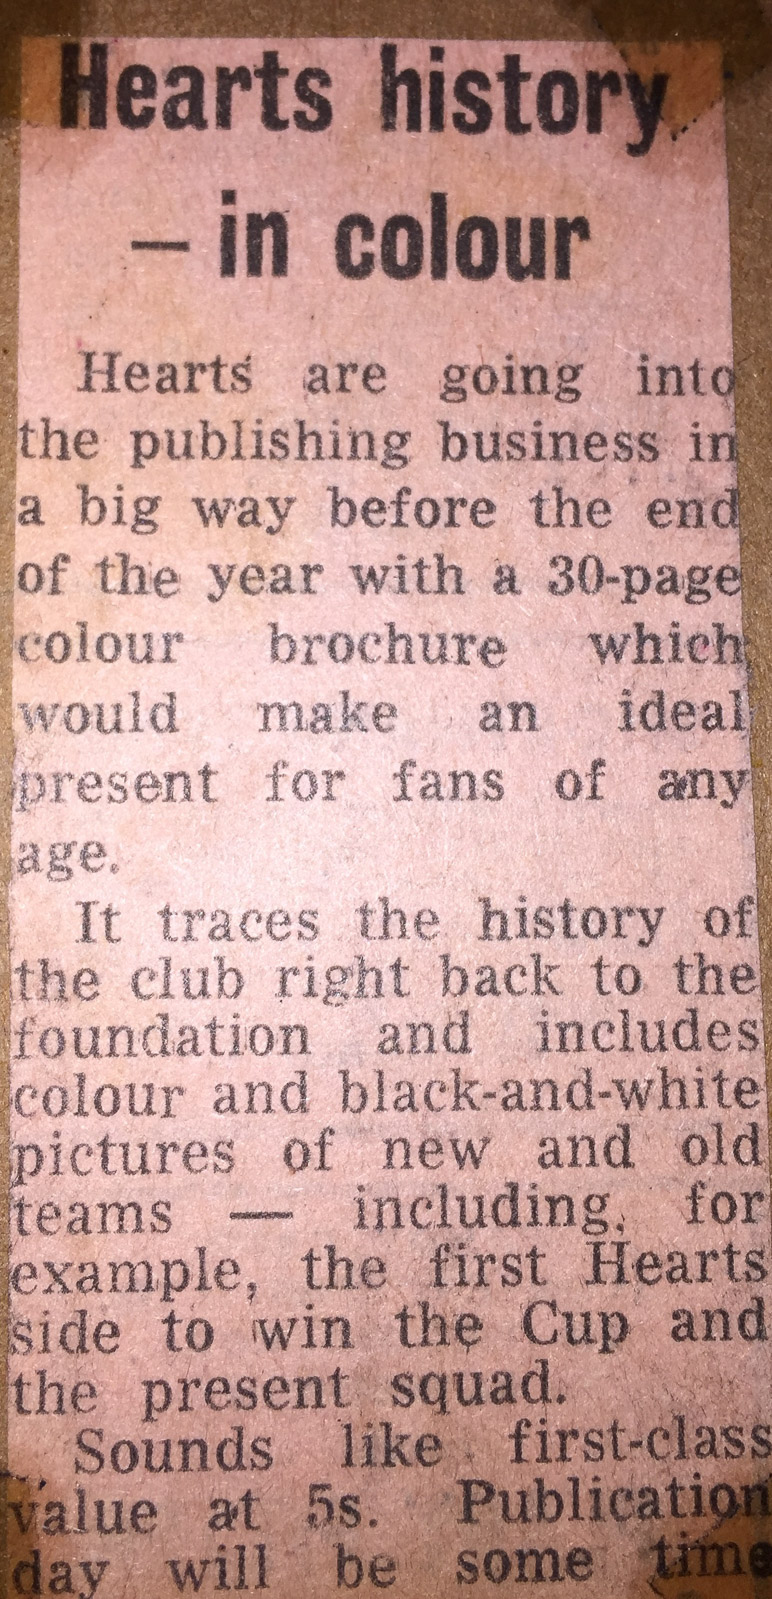 Hearts history
– in colour
Hearts are going into
the publishing business in
a big way before the end
of the year with a 30-page
colour brochure which
would make an ideal
present for fans of any
age.
It traces the history of
the club right back to the
foundation and includes
colour and black-and-white
pictures of new and old
teams — including, for
example, the first Hearts
side to win the Cup and
the present squad.
Sounds like first-class
value at 5s. Publication
day will be some time